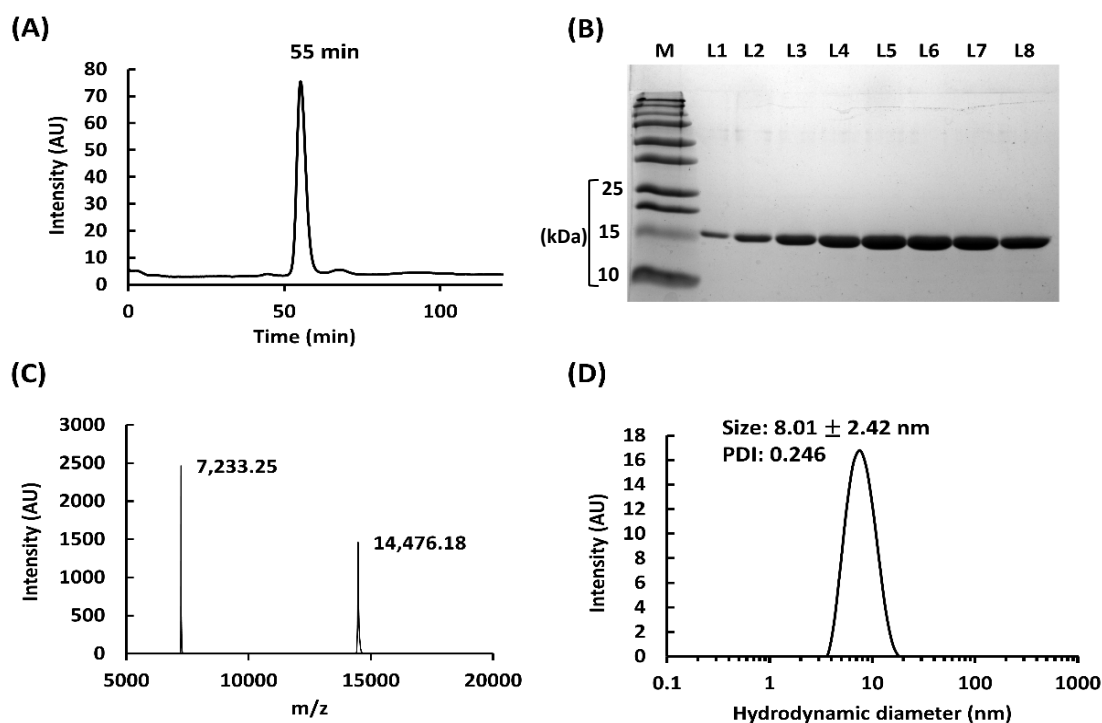 (A)
55 min
80
70
60
50
40
30
20
10
0
Intensity (AU)
0 50 100
Time (min)
(B)
M L1 L2 L3 L4 L5 L6 L7 L8
25
15
10
(kDa)
(C)
3000
2500
2000
1500
1000
500
0
Intensity (AU)
7,233.25
14,476.18
5000 10000 15000 20000
m/z
(D)
Size: 8.01 ± 2.42 nm
PDI: 0.246
18
16
14
12
10
8
6
4
2
0
Intensity (AU)
0.1 1 10 100 1000
Hydrodynamic diameter (nm)